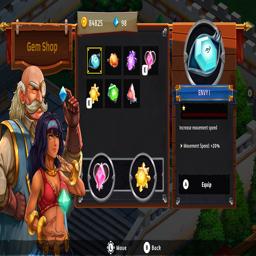 84825 98
Gem Shop
ENVY I
Increase movement speed
> Movement Speed: +20%
A Equip
L Move B Back